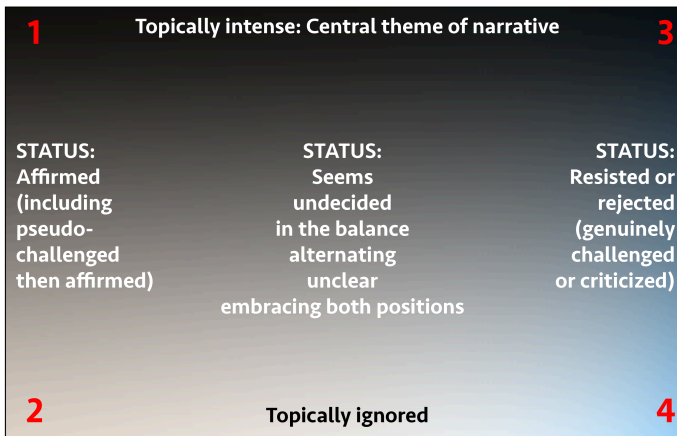 1
Topically intense: Central theme of narrative
3
STATUS:
Affirmed
(including
pseudo-
challenged
then affirmed)
STATUS:
Seems
undecided
in the balance
alternating
unclear
embracing both positions
STATUS:
Resisted or
rejected
(genuinely
challenged
or criticized)
2
Topically ignored
4